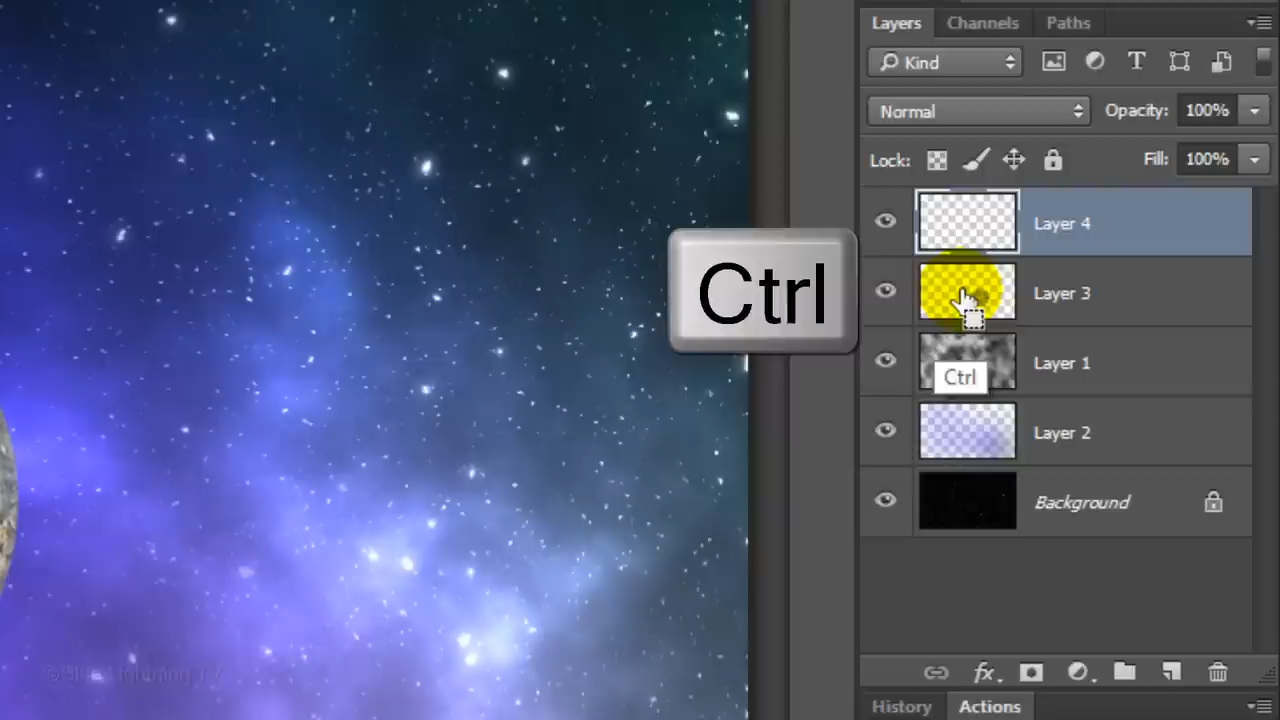 Layers Channels Paths
Kind
Normal Opacity: 100%
Lock: Fill: 100%
Layer 4
Ctrl
Layer 3
Layer 1
Ctrl
Layer 2
Background
fx
History Actions